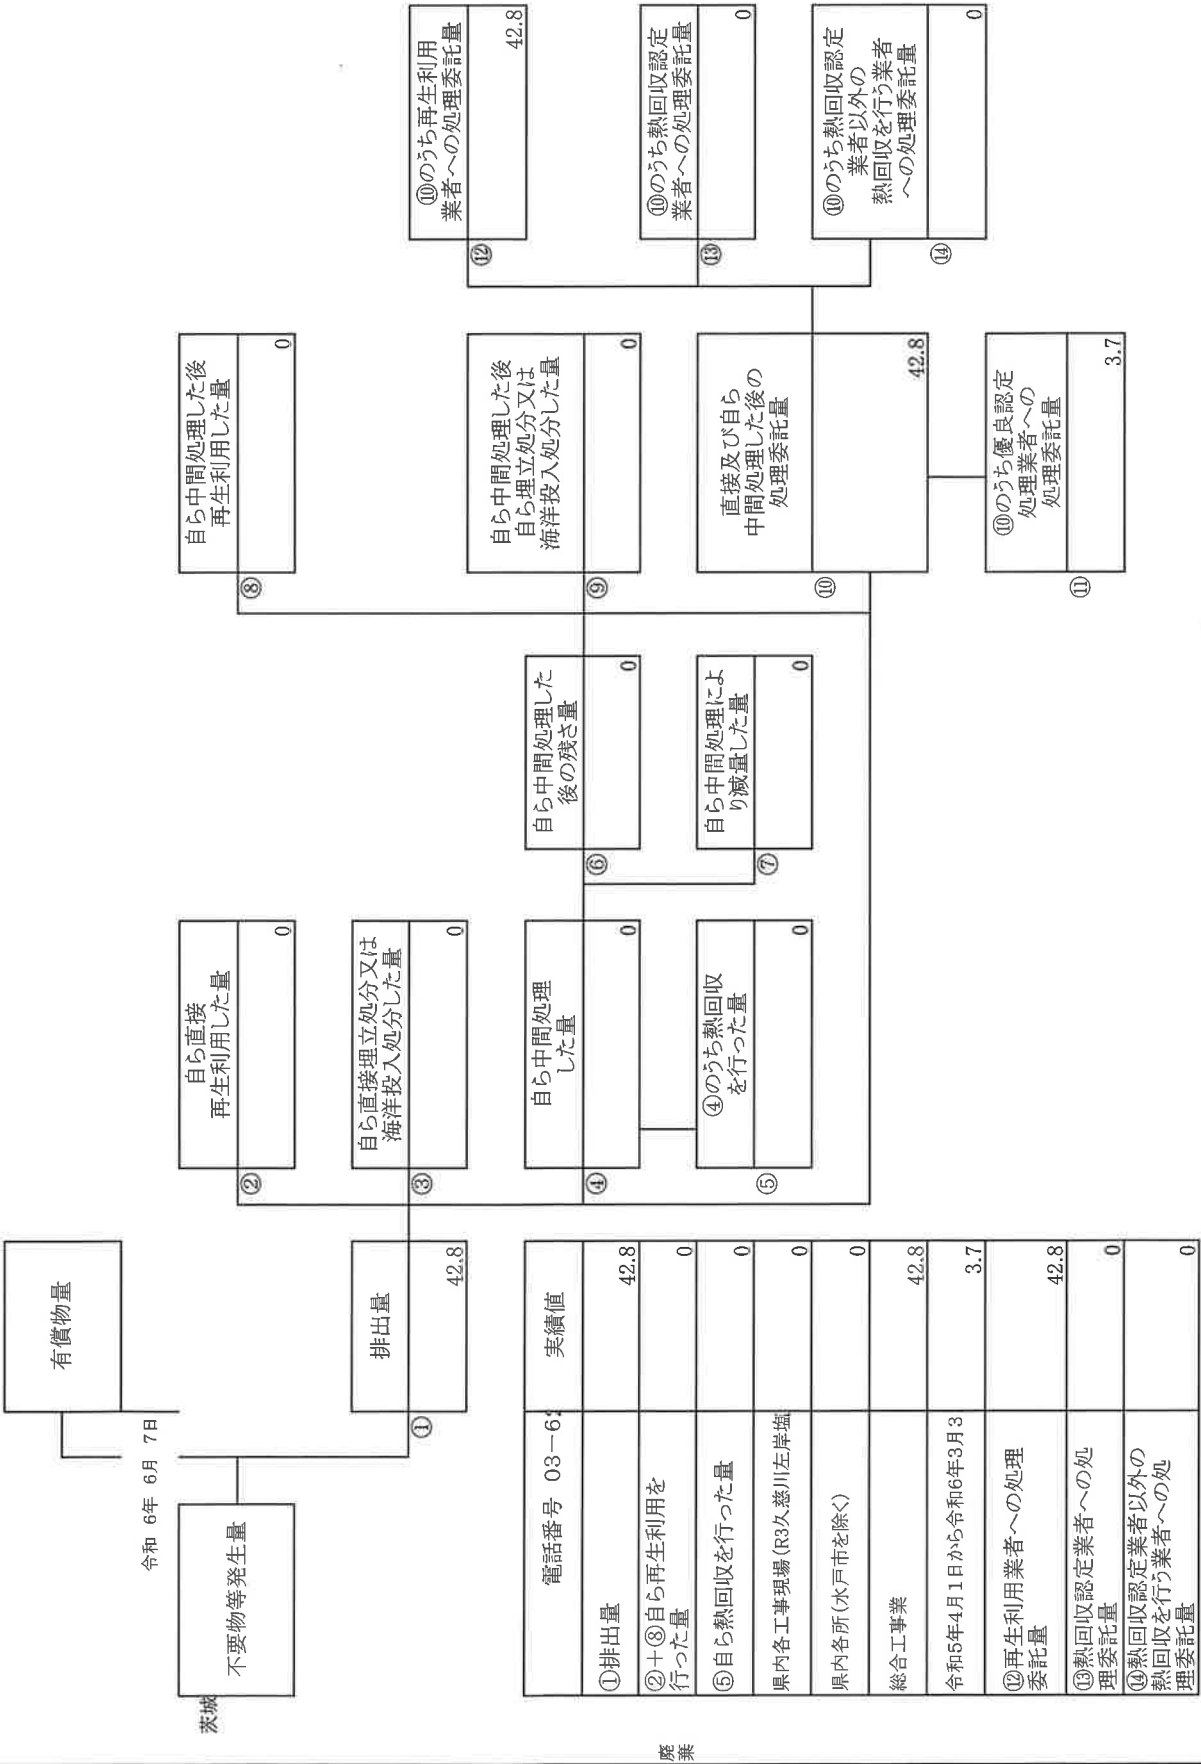 有償物量
令和 6年 6月 7日
不要物等発生量
茨城
排出量
①
42.8
自ら直接
再生利用した量
②
0
自ら直接埋立処分又は
海洋投入処分した量
③
0
自ら中間処理
した量
④
0
④のうち熱回収
を行った量
⑤
0
自ら中間処理した
後の残さ量
⑥
0
自ら中間処理によ
り減量した量
⑦
0
自ら中間処理した後
再生利用した量
⑧
0
自ら中間処理した後
自ら埋立処分又は
海洋投入処分した量
⑨
0
直接及び自ら
中間処理した後の
処理委託量
⑩
42.8
⑩のうち優良認定
処理業者への
処理委託量
⑪
3.7
⑩のうち再生利用
業者への処理委託量
⑫
42.8
⑩のうち熱回収認定
業者への処理委託量
⑬
0
⑩のうち熱回収認定
業者以外の
熱回収を行う業者
への処理委託量
⑭
0
電話番号 03－62 実績値
①排出量 42.8
②＋⑧自ら再生利用を
行った量 0
⑤自ら熱回収を行った量 0
県内各工事現場(R3久慈川左岸塩 0
県内各所(水戸市を除く) 0
総合工事業 42.8
令和5年4月1日から令和6年3月3 3.7
⑫再生利用業者への処理
委託量 42.8
⑬熱回収認定業者への処
理委託量 0
⑭熱回収認定業者以外の
熱回収を行う業者への処
理委託量 0
廃
棄